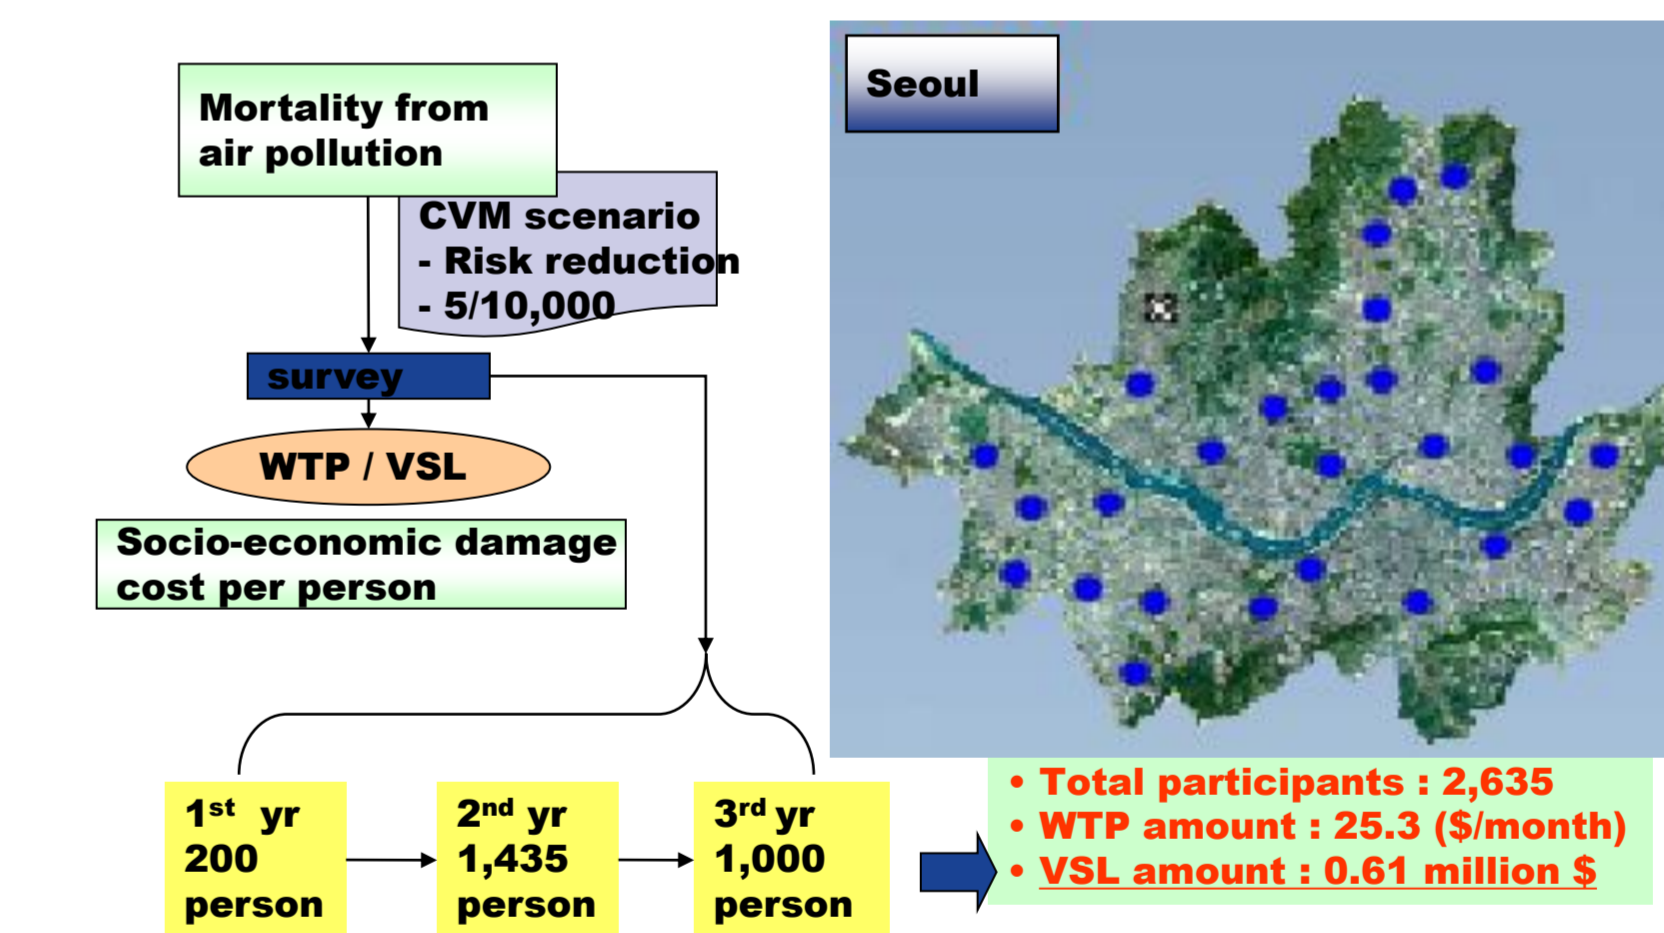 Mortality from
air pollution
CVM scenario
- Risk reduction
- 5/10,000
survey
WTP / VSL
Socio-economic damage
cost per person
1st yr
200
person
2nd yr
1,435
person
3rd yr
1,000
person
Seoul
• Total participants : 2,635
• WTP amount : 25.3 ($/month)
• VSL amount : 0.61 million $